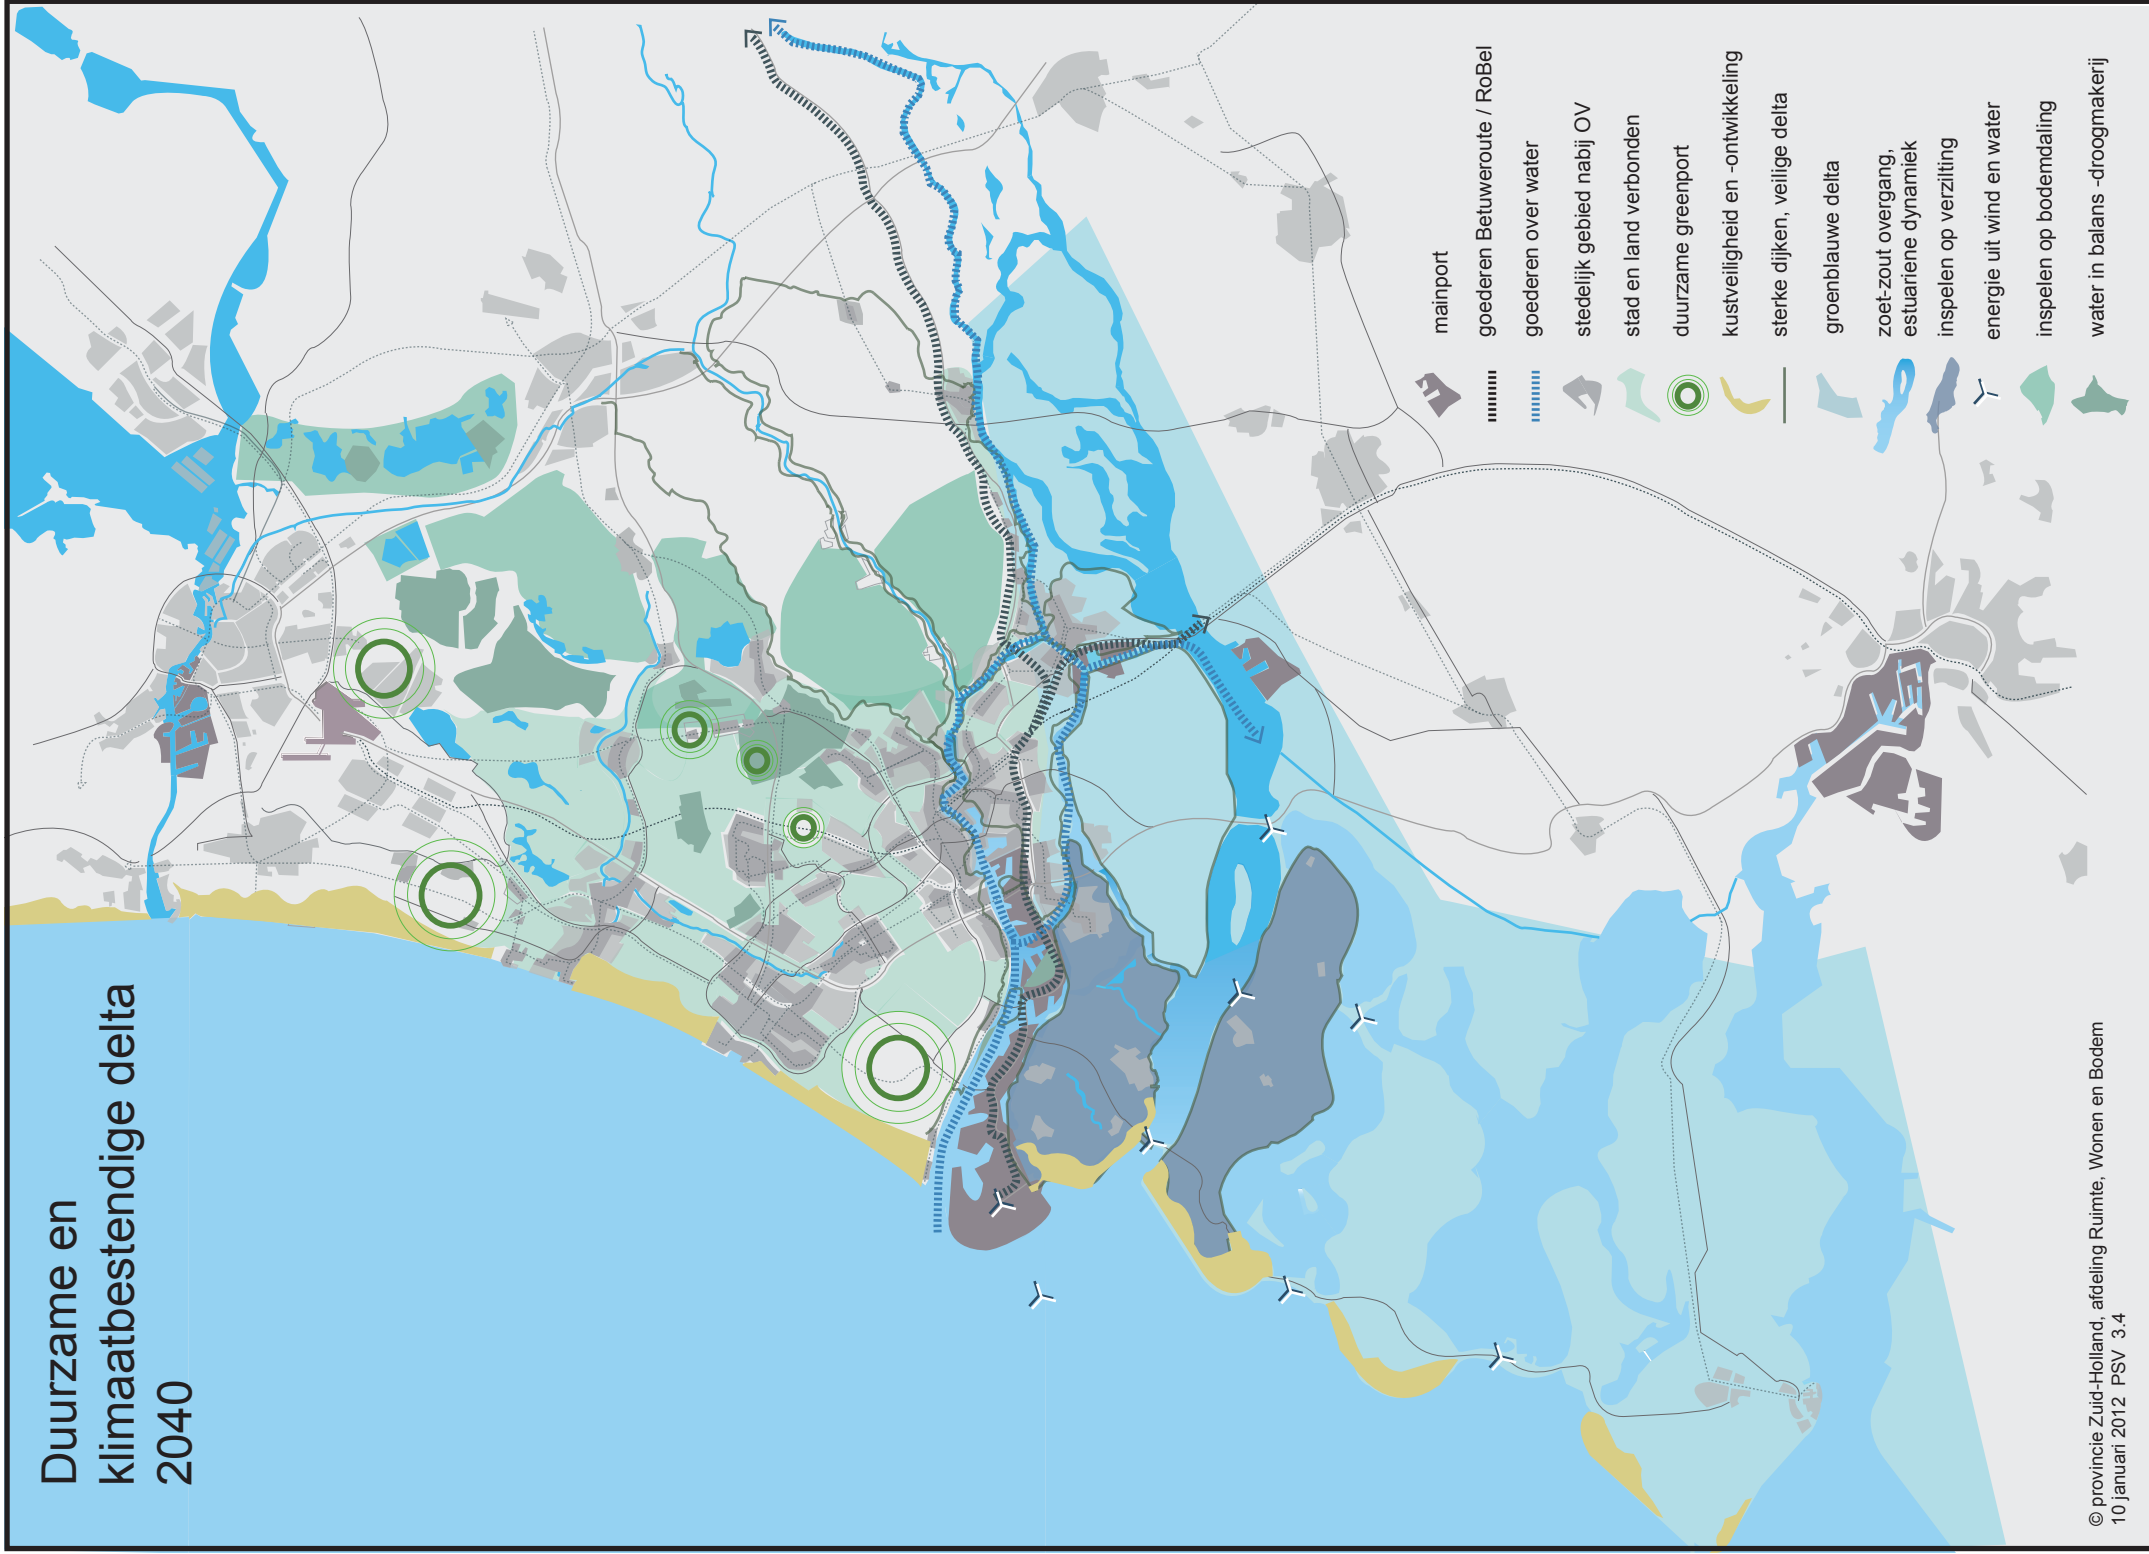 Duurzame en
klimaatbestendige delta
2040
mainport
goederen Betuweroute / RoBel
goederen over water
stedelijk gebied nabij OV
stad en land verbonden
duurzame greenport
kustveiligheid en -ontwikkeling
sterke dijken, veilige delta
groenblauwe delta
zoet-zout overgang,
estuariene dynamiek
inspelen op verzilting
energie uit wind en water
inspelen op bodemdaling
water in balans -droogmakerij
© provincie Zuid-Holland, afdeling Ruimte, Wonen en Bodem
10 januari 2012 PSV 3.4